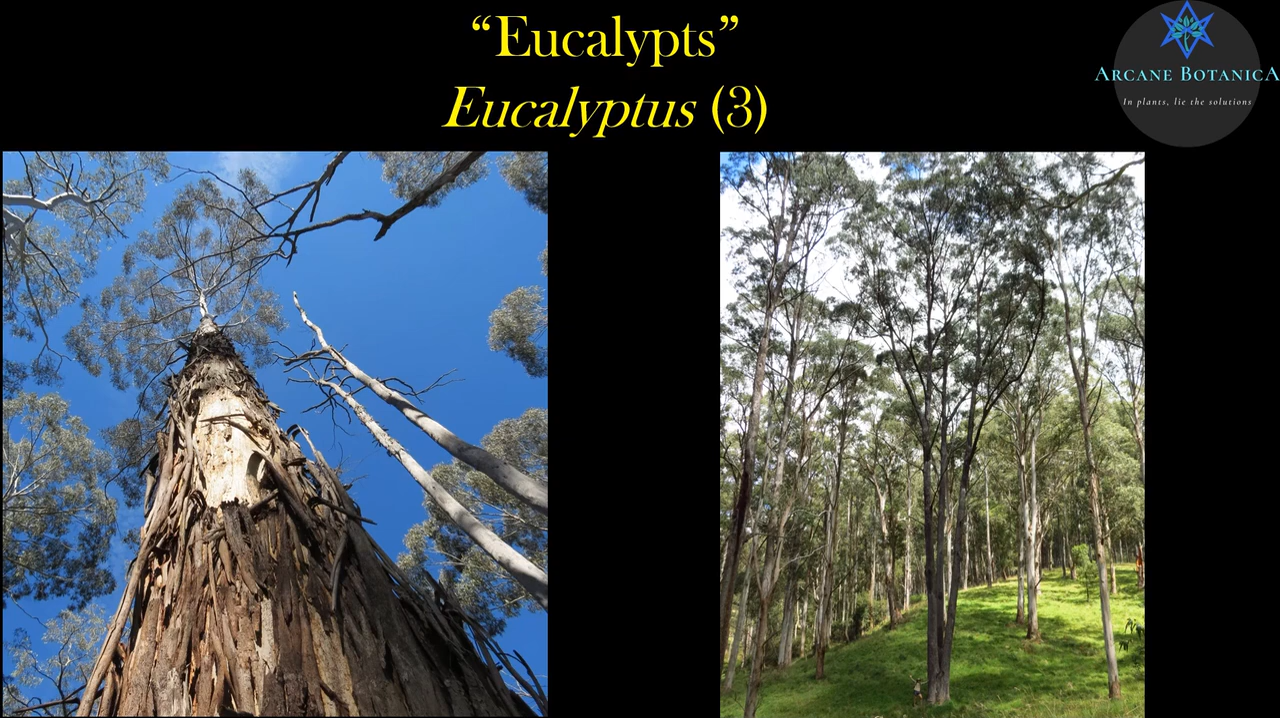 “Eucalypts”
Eucalyptus (3)
ARCANE BOTANICA
In plants, lie the solutions